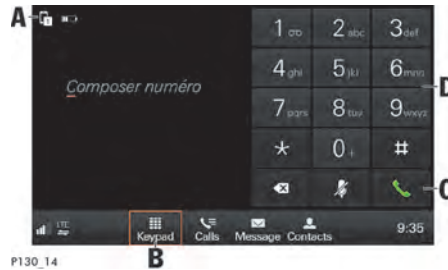 A
1
Composer numéro
1
2 abc
3 def
4 ghi
5 jkl
6 mno
7 pqrs
8 tuv
9 wxyz
*
0 +
#
D
C
LTE
Keypad
Calls
Message
Contacts
9:35
B
P130_14